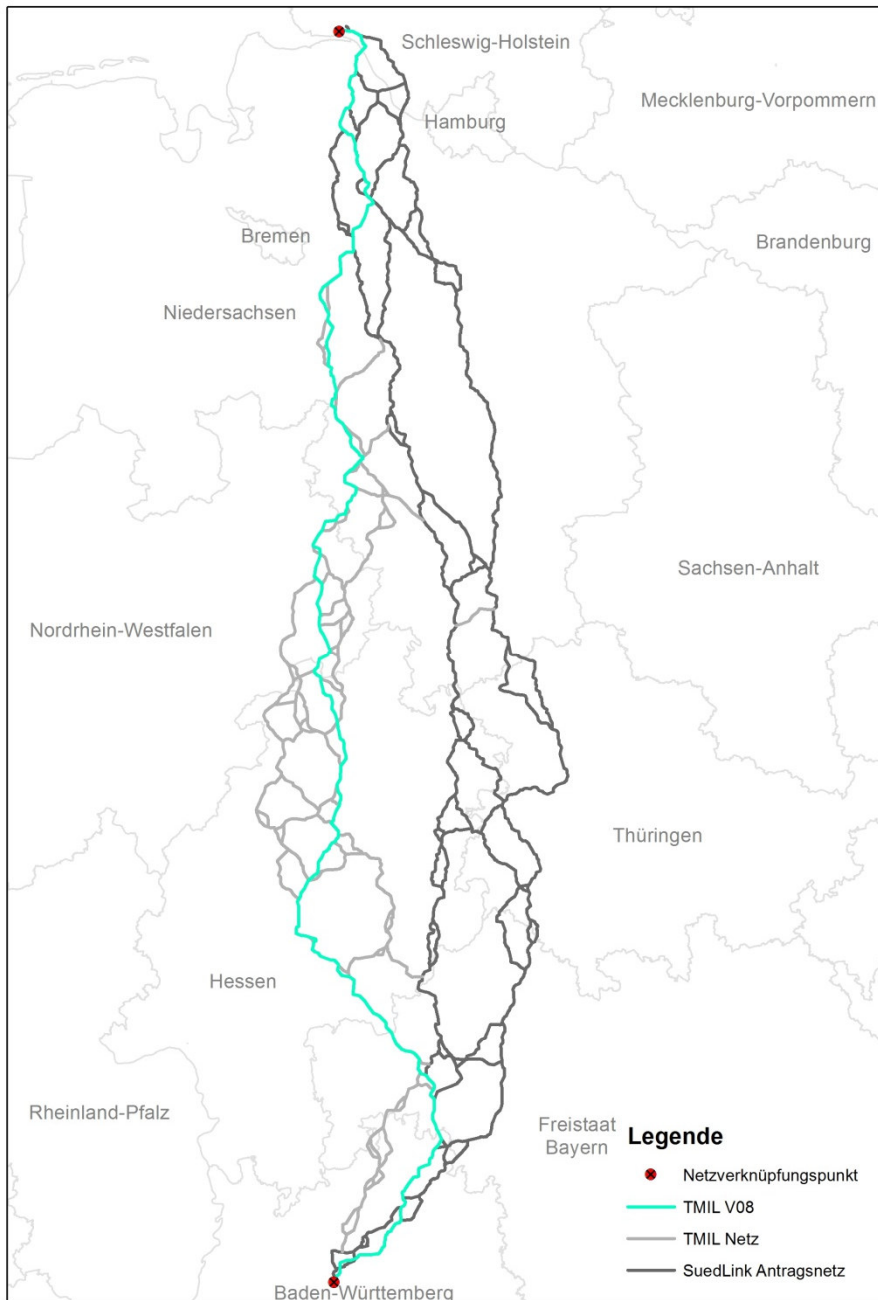 Schleswig-Holstein
Mecklenburg-Vorpommern
Hamburg
Bremen
Brandenburg
Niedersachsen
Sachsen-Anhalt
Nordrhein-Westfalen
Thüringen
Hessen
Rheinland-Pfalz
Freistaat
Bayern
Legende
Netzverknüpfungspunkt
TMIL V08
TMIL Netz
SuedLink Antragsnetz
Baden-Württemberg